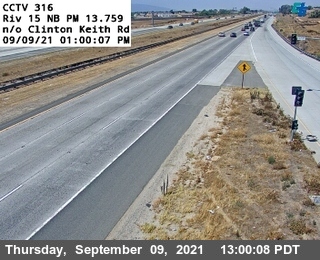 CCTV 316
Riv 15 NB PM 13.759
n/o Clinton Keith Rd
09/09/21 01:00:07 PM
Thursday, September 09, 2021 13:00:08 PDT